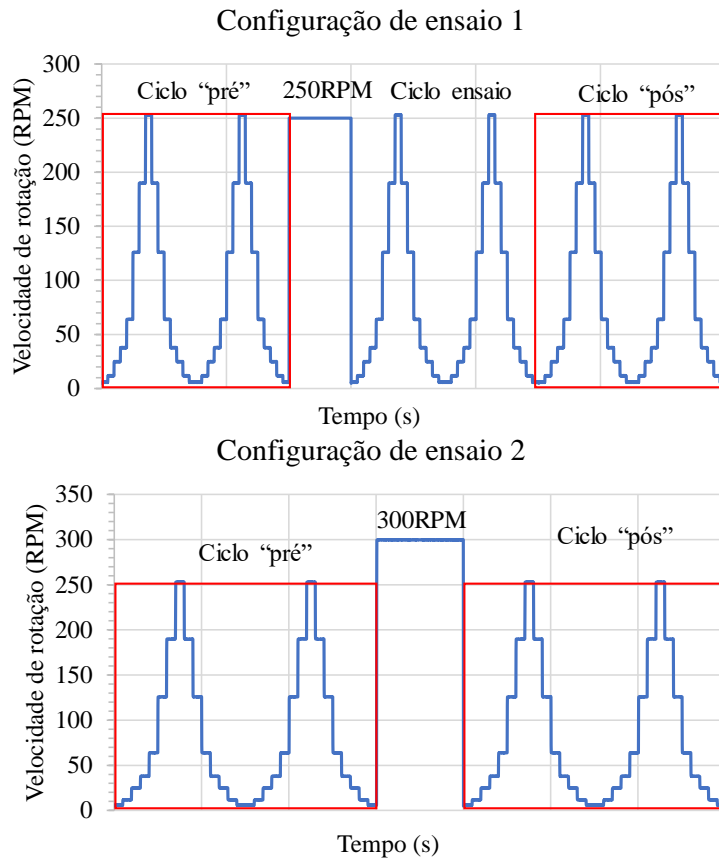 Configuração de ensaio 1
Velocidade de rotação (RPM)
300
250
200
150
100
50
0
Ciclo “pré”
250RPM
Ciclo ensaio
Ciclo “pós”
Tempo (s)
Configuração de ensaio 2
Velocidade de rotação (RPM)
350
300
250
200
150
100
50
0
Ciclo “pré”
300RPM
Ciclo “pós”
Tempo (s)